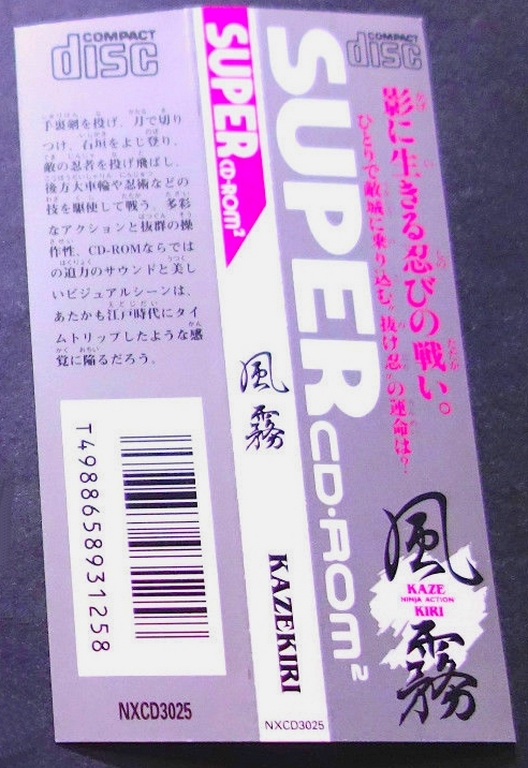 COMPACT
disc
手裏剣を投げ、刀で切り
つけ、石垣をよじ登り、
敵の忍者を投げ飛ばし、
後方大車輪や忍術などの
技を駆使して戦う。多彩
なアクションと抜群の操
作性、CD-ROMならでは
の迫力のサウンドと美し
いビジュアルシーンは、
あたかも江戸時代にタイ
ムトリップしたような感
覚に陥るだろう。
T4988658931258
NXCD3025
SUPER CD-ROM²
風霧
KAZEKIRI
NXCD3025
COMPACT
disc
SUPER CD-ROM²
影に生きる忍びの戦い。
ひとりで敵城に乗り込む。抜け忍の運命は?
風
KAZE
NINJA ACTION
KIRI
霧